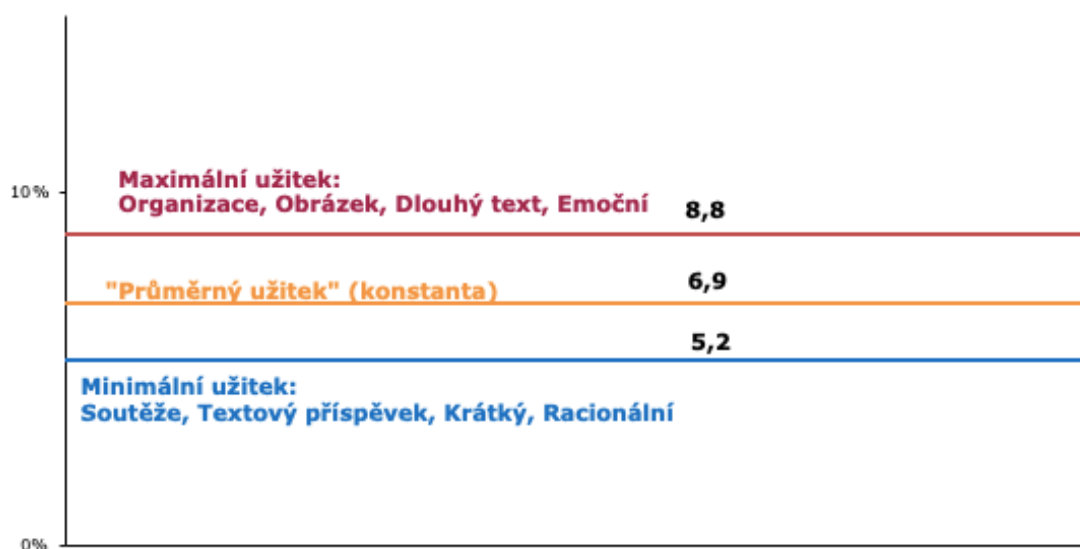 10%
Maximální užitek:
Organizace, Obrázek, Dlouhý text, Emoční
8,8
"Průměrný užitek" (konstanta)
6,9
5,2
Minimální užitek:
Soutěže, Textový příspěvek, Krátký, Racionální
0%